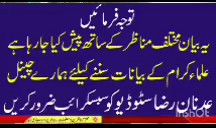 توجہ فرمائیں
یہ بیان مختلف مناظر کے ساتھ پیش کیا جا رہا ہے
علماء کرام کے بیانات سننے کیلئے ہمارے چینل
عدنان رضا سٹوڈیو کو سبسکرائب ضرور کریں